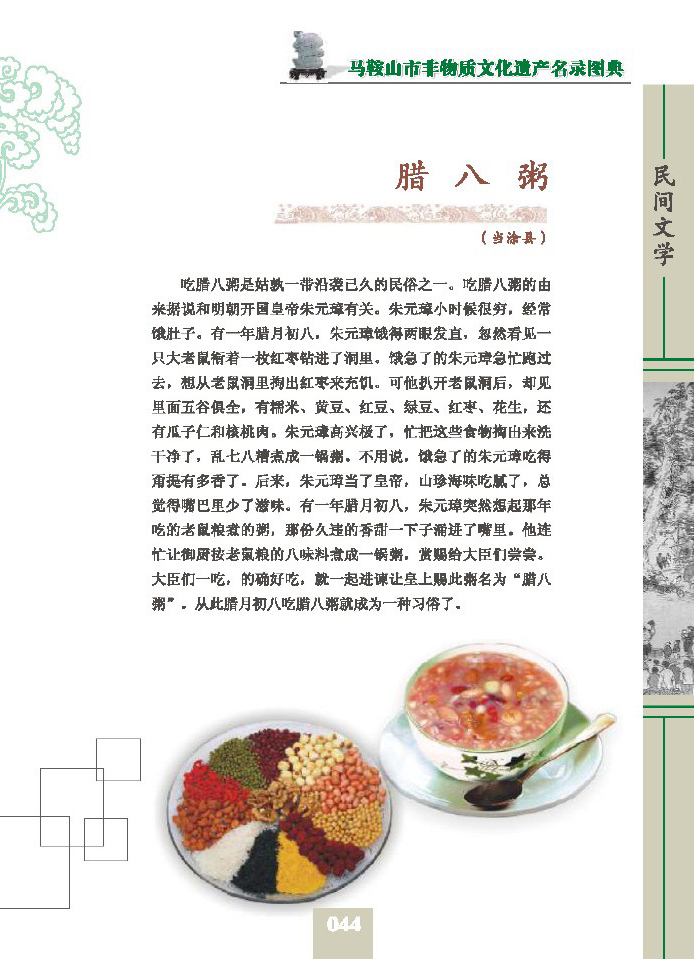 马鞍山市非物质文化遗产名录图典
腊八粥
（当涂县）
吃腊八粥是姑孰一带沿袭已久的民俗之一。吃腊八粥的由
来据说和明朝开国皇帝朱元璋有关。朱元璋小时候很穷，经常
饿肚子。有一年腊月初八，朱元璋饿得两眼发直，忽然看见一
只大老鼠衔着一枚红枣钻进了洞里。饿急了的朱元璋急忙跑过
去，想从老鼠洞里掏出红枣来充饥。可他扒开老鼠洞后，却见
里面五谷俱全，有糯米、黄豆、红豆、绿豆、红枣、花生，还
有瓜子仁和核桃肉。朱元璋高兴极了，忙把这些食物掏出来洗
干净了，乱七八糟煮成一锅粥。不用说，饿急了的朱元璋吃得
甭提有多香了。后来，朱元璋当了皇帝，山珍海味吃腻了，总
觉得嘴巴里少了滋味。有一年腊月初八，朱元璋突然想起那年
吃的老鼠粮煮的粥，那份久违的香甜一下子涌进了嘴里。他连
忙让御厨按老鼠粮的八味料煮成一锅粥，赏赐给大臣们尝尝。
大臣们一吃，的确好吃，就一起进谏让皇上赐此粥名为“腊八
粥”。从此腊月初八吃腊八粥就成为一种习俗了。
民间文学
044